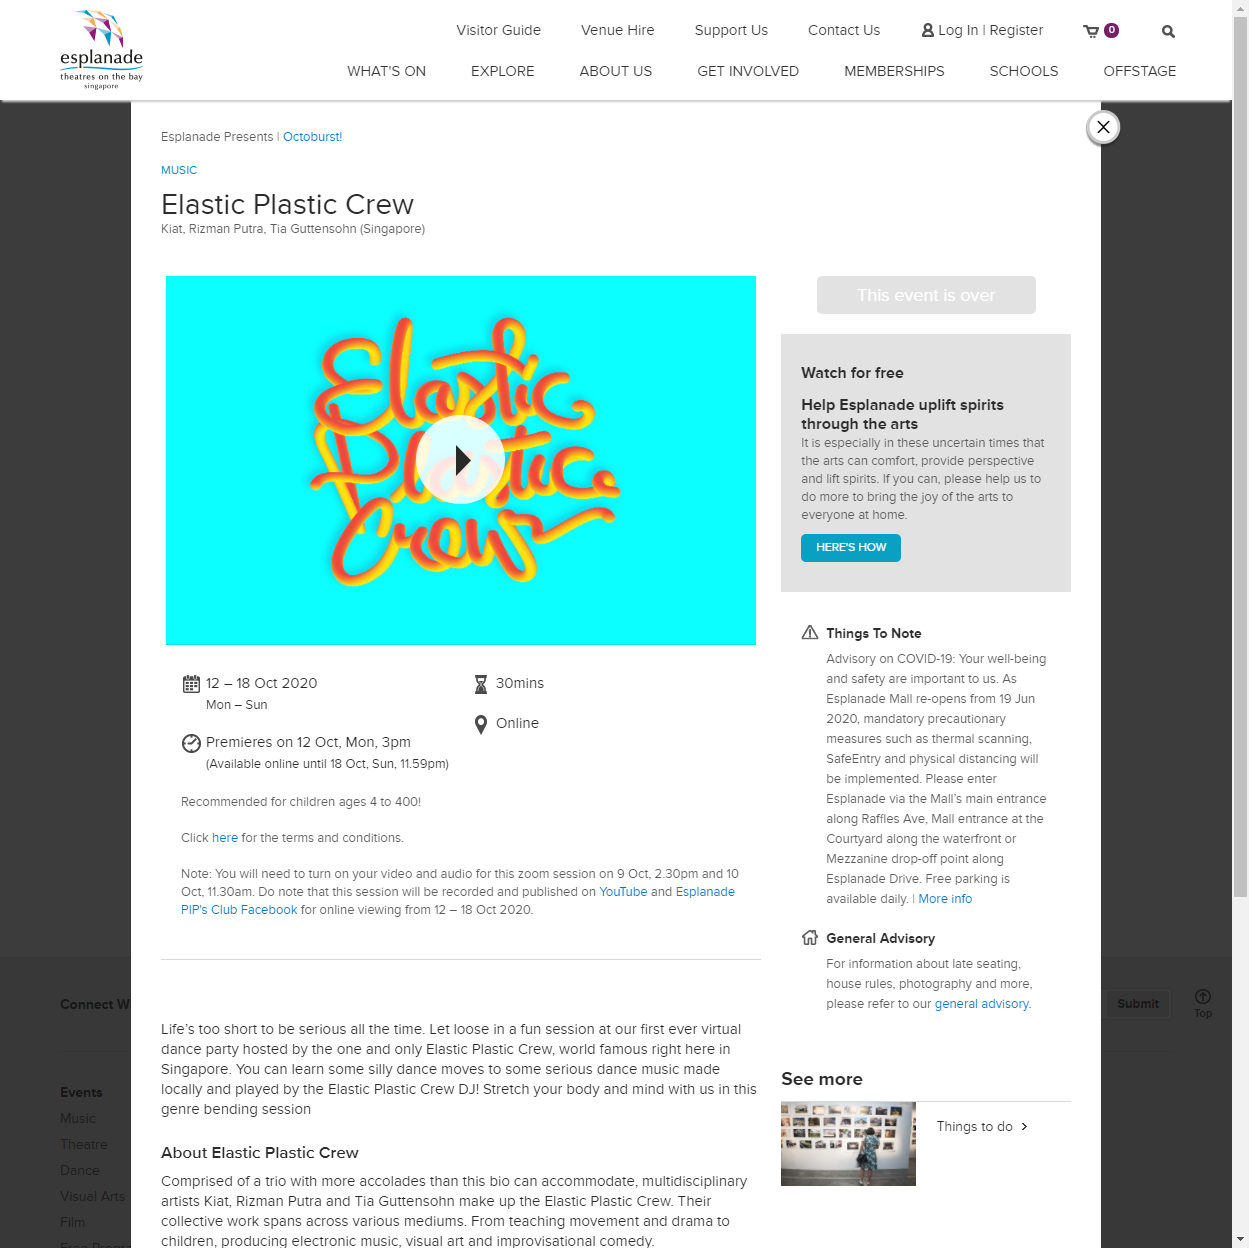 esplanade
theatres on the bay
singapore
Visitor Guide
Venue Hire
Support Us
Contact Us
Log In | Register
0
WHAT'S ON
EXPLORE
ABOUT US
GET INVOLVED
MEMBERSHIPS
SCHOOLS
OFFSTAGE
Esplanade Presents | Octoburst!
MUSIC
Elastic Plastic Crew
Kiat, Rizman Putra, Tia Guttensohn (Singapore)
Elastic
Plastic
Crew
12 – 18 Oct 2020
Mon – Sun
Premieres on 12 Oct, Mon, 3pm
(Available online until 18 Oct, Sun, 11.59pm)
30mins
Online
Recommended for children ages 4 to 400!
Click here for the terms and conditions.
Note: You will need to turn on your video and audio for this zoom session on 9 Oct, 2.30pm and 10
Oct, 11.30am. Do note that this session will be recorded and published on YouTube and Esplanade
PIP's Club Facebook for online viewing from 12 – 18 Oct 2020.
Life's too short to be serious all the time. Let loose in a fun session at our first ever virtual
dance party hosted by the one and only Elastic Plastic Crew, world famous right here in
Singapore. You can learn some silly dance moves to some serious dance music made
locally and played by the Elastic Plastic Crew DJ! Stretch your body and mind with us in this
genre bending session
About Elastic Plastic Crew
Comprised of a trio with more accolades than this bio can accommodate, multidisciplinary
artists Kiat, Rizman Putra and Tia Guttensohn make up the Elastic Plastic Crew. Their
collective work spans across various mediums. From teaching movement and drama to
children, producing electronic music, visual art and improvisational comedy.
This event is over
Watch for free
Help Esplanade uplift spirits
through the arts
It is especially in these uncertain times that
the arts can comfort, provide perspective
and lift spirits. If you can, please help us to
do more to bring the joy of the arts to
everyone at home.
HERE'S HOW
Things To Note
Advisory on COVID-19: Your well-being
and safety are important to us. As
Esplanade Mall re-opens from 19 Jun
2020, mandatory precautionary
measures such as thermal scanning,
SafeEntry and physical distancing will
be implemented. Please enter
Esplanade via the Mall's main entrance
along Raffles Ave, Mall entrance at the
Courtyard along the waterfront or
Mezzanine drop-off point along
Esplanade Drive. Free parking is
available daily. | More info
General Advisory
For information about late seating,
house rules, photography and more,
please refer to our general advisory.
See more
Things to do
Connect W
Submit
Top
Events
Music
Theatre
Dance
Visual Arts
Film